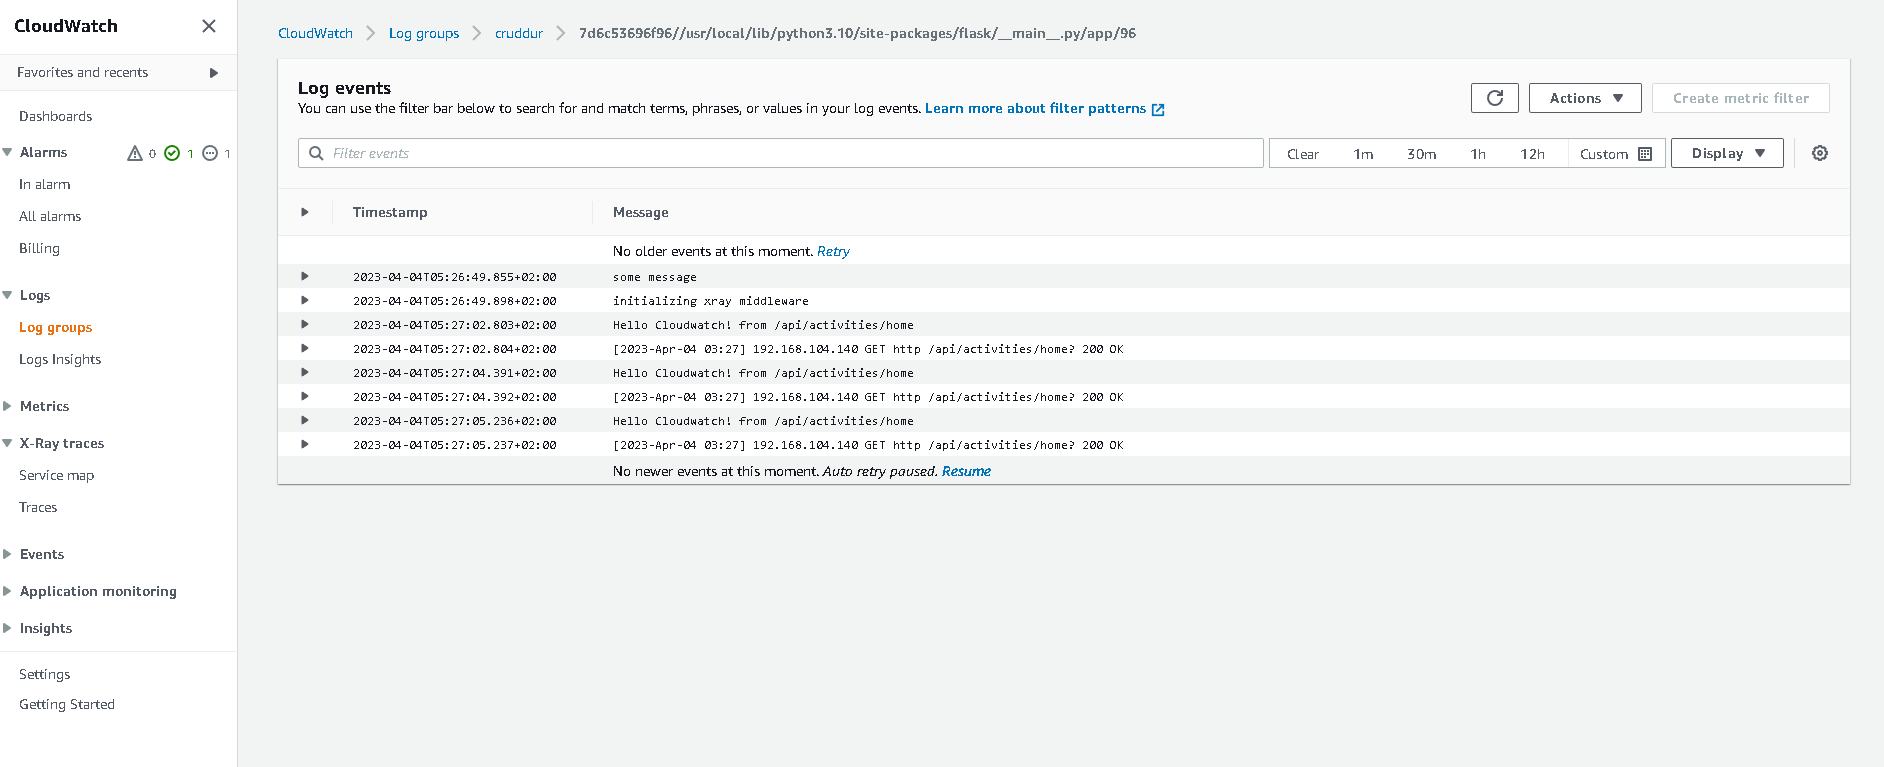 CloudWatch
Favorites and recents
Dashboards
Alarms 0 1 1
In alarm
All alarms
Billing
Logs
Log groups
Logs Insights
Metrics
X-Ray traces
Service map
Traces
Events
Application monitoring
Insights
Settings
Getting Started
CloudWatch Log groups cruddur 7d6c53696f96//usr/local/lib/python3.10/site-packages/flask/__main__.py/app/96
Log events
You can use the filter bar below to search for and match terms, phrases, or values in your log events. Learn more about filter patterns
Actions Create metric filter
Filter events Clear 1m 30m 1h 12h Custom Display
Timestamp Message
No older events at this moment. Retry
2023-04-04T05:26:49.855+02:00 some message
2023-04-04T05:26:49.898+02:00 initializing xray middleware
2023-04-04T05:27:02.803+02:00 Hello Cloudwatch! from /api/activities/home
2023-04-04T05:27:02.804+02:00 [2023-Apr-04 03:27] 192.168.104.140 GET http /api/activities/home? 200 OK
2023-04-04T05:27:04.391+02:00 Hello Cloudwatch! from /api/activities/home
2023-04-04T05:27:04.392+02:00 [2023-Apr-04 03:27] 192.168.104.140 GET http /api/activities/home? 200 OK
2023-04-04T05:27:05.236+02:00 Hello Cloudwatch! from /api/activities/home
2023-04-04T05:27:05.237+02:00 [2023-Apr-04 03:27] 192.168.104.140 GET http /api/activities/home? 200 OK
No newer events at this moment. Auto retry paused. Resume